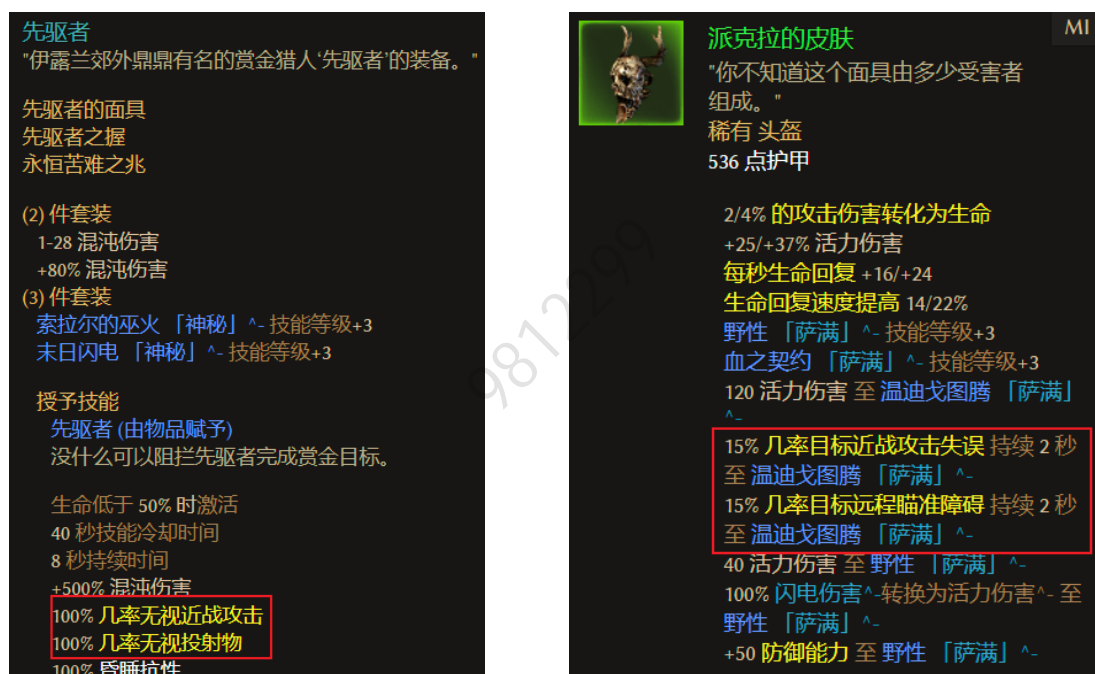 先驱者
"伊露兰郊外鼎鼎有名的赏金猎人‘先驱者’的装备。"
先驱者的面具
先驱者之握
永恒苦难之兆
(2) 件套装
1-28 混沌伤害
+80% 混沌伤害
(3) 件套装
索拉尔的巫火 「神秘」^- 技能等级+3
末日闪电 「神秘」^- 技能等级+3
授予技能
先驱者 (由物品赋予)
没什么可以阻拦先驱者完成赏金目标。
生命低于 50% 时激活
40 秒技能冷却时间
8 秒持续时间
+500% 混沌伤害
100% 几率无视近战攻击
100% 几率无视投射物
100% 昏睡抗性
MI
派克拉的皮肤
"你不知道这个面具由多少受害者
组成。"
稀有 头盔
536 点护甲
2/4% 的攻击伤害转化为生命
+25/+37% 活力伤害
每秒生命回复 +16/+24
生命回复速度提高 14/22%
野性 「萨满」^- 技能等级+3
血之契约 「萨满」^- 技能等级+3
120 活力伤害 至 温迪戈图腾 「萨满」
^-
15% 几率目标近战攻击失误 持续 2 秒
至 温迪戈图腾 「萨满」^-
15% 几率目标远程瞄准障碍 持续 2 秒
至 温迪戈图腾 「萨满」^-
40 活力伤害 至 野性 「萨满」^-
100% 闪电伤害^-转换为活力伤害^- 至
野性 「萨满」^-
+50 防御能力 至 野性 「萨满」^-
9812299